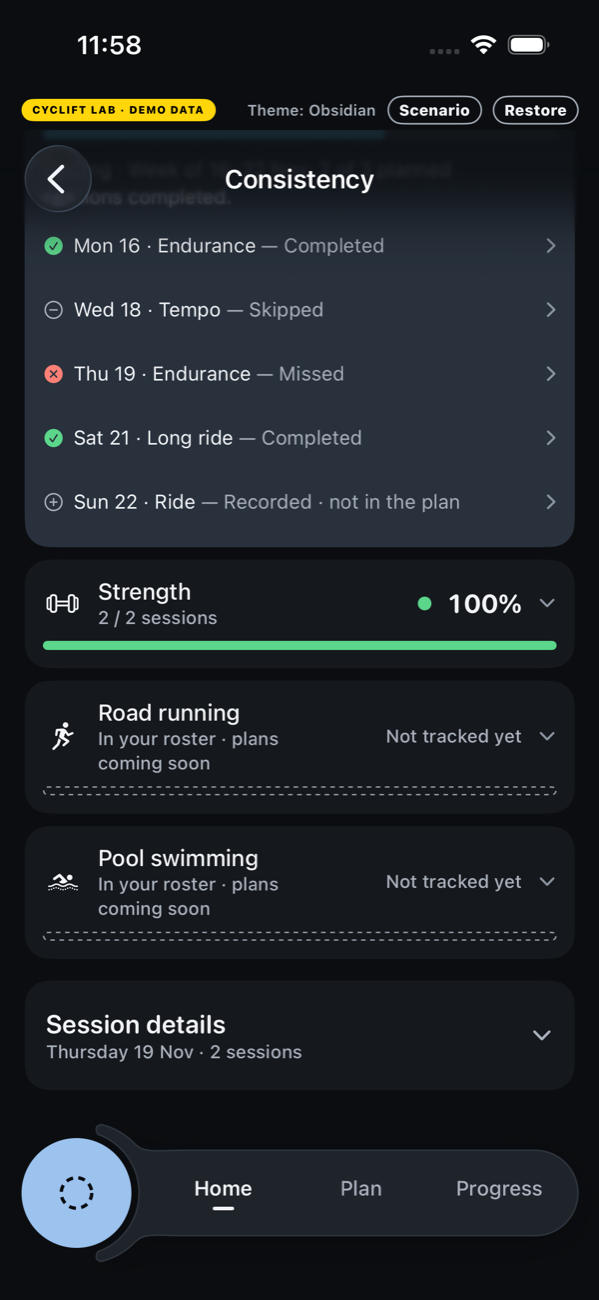 11:58
CYCLIFT LAB · DEMO DATA
Theme: Obsidian
Scenario
Restore
Consistency
planned
completed.
Mon 16 · Endurance — Completed
Wed 18 · Tempo — Skipped
Thu 19 · Endurance — Missed
Sat 21 · Long ride — Completed
Sun 22 · Ride — Recorded · not in the plan
Strength
100%
2 / 2 sessions
Road running
In your roster · plans
coming soon
Not tracked yet
Pool swimming
In your roster · plans
coming soon
Not tracked yet
Session details
Thursday 19 Nov · 2 sessions
Home
Plan
Progress